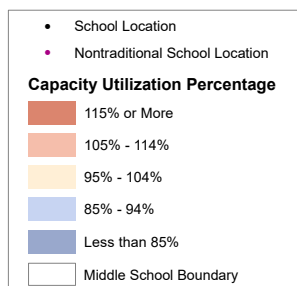 School Location
Nontraditional School Location
Capacity Utilization Percentage
115% or More
105% - 114%
95% - 104%
85% - 94%
Less than 85%
Middle School Boundary